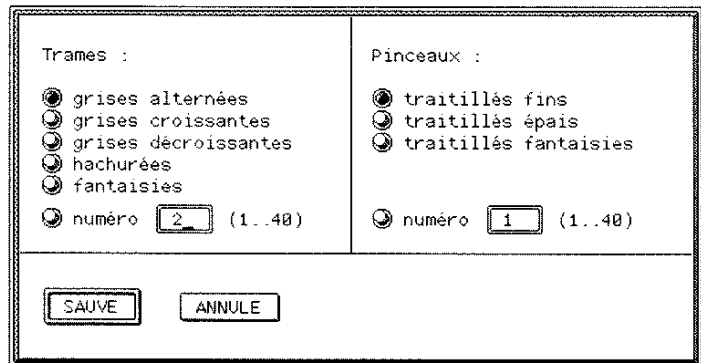 Trames :
grises alternées
grises croissantes
grises décroissantes
hachurées
fantaisies
numéro 2_ (1..40)
Pinceaux :
traitillés fins
traitillés épais
traitillés fantaisies
numéro 1 (1..40)
SAUVE
ANNULE